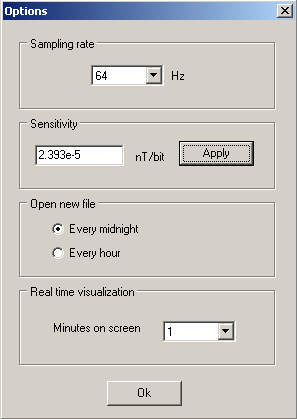 Options
Sampling rate
64 Hz
Sensitivity
2.393e-5 nT/bit Apply
Open new file
Every midnight
Every hour
Real time visualization
Minutes on screen 1
Ok